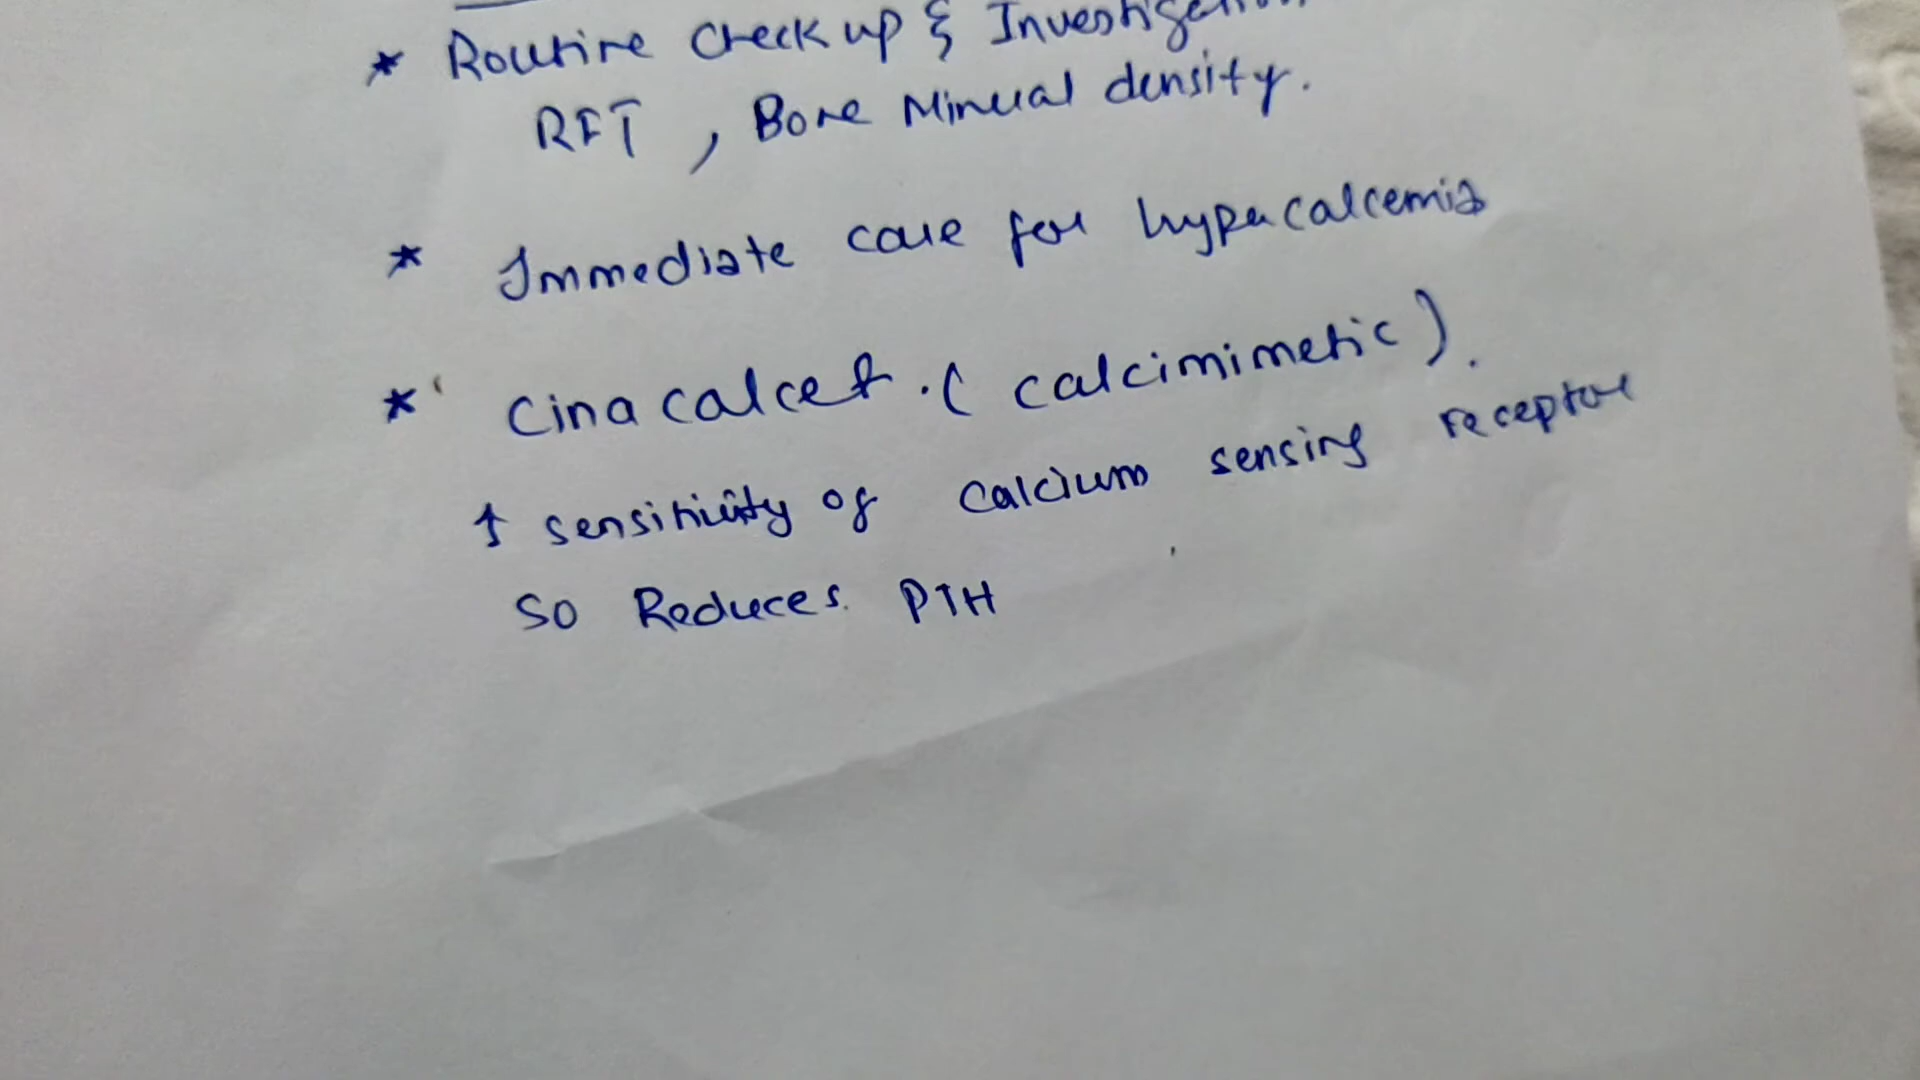 * Routine Check up & Investigation
RFT , Bone Mineral density.
* Immediate care for hypercalcemia
* Cinacalcet . ( calcimimetic ) .
↑ sensitivity of Calcium sensing receptor
So Reduces. PTH